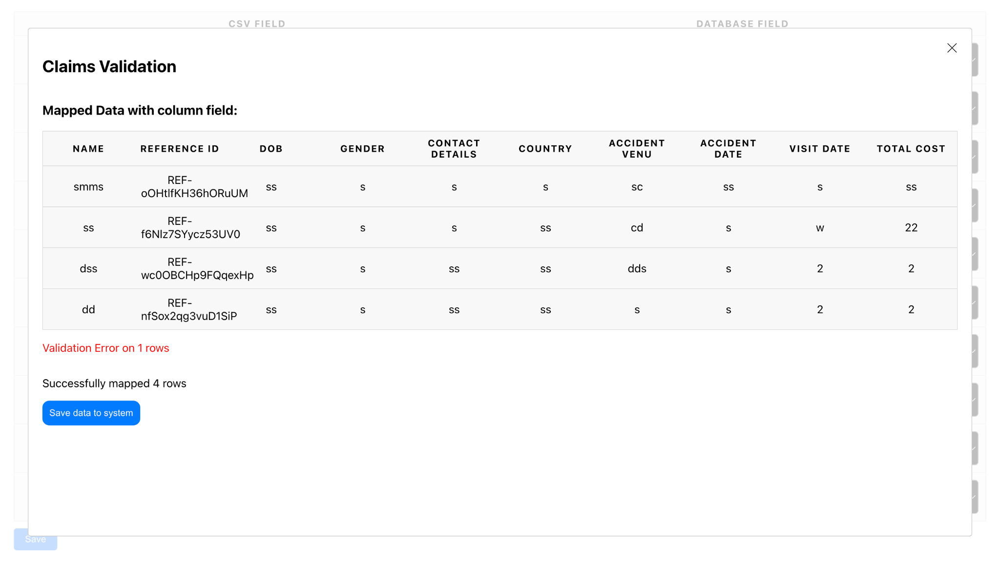 CSV FIELD DATABASE FIELD
Claims Validation
Mapped Data with column field:
NAME REFERENCE ID DOB GENDER CONTACT DETAILS COUNTRY ACCIDENT VENU ACCIDENT DATE VISIT DATE TOTAL COST
smms REF-oOHtlfKH36hORuUM ss s s s sc ss s ss
ss REF-f6NIz7SYycz53UV0 ss s s ss cd s w 22
dss REF-wc0OBCHp9FQqexHp ss s ss ss dds s 2 2
dd REF-nfSox2qg3vuD1SiP ss s ss ss s s 2 2
Validation Error on 1 rows
Successfully mapped 4 rows
Save data to system
Save